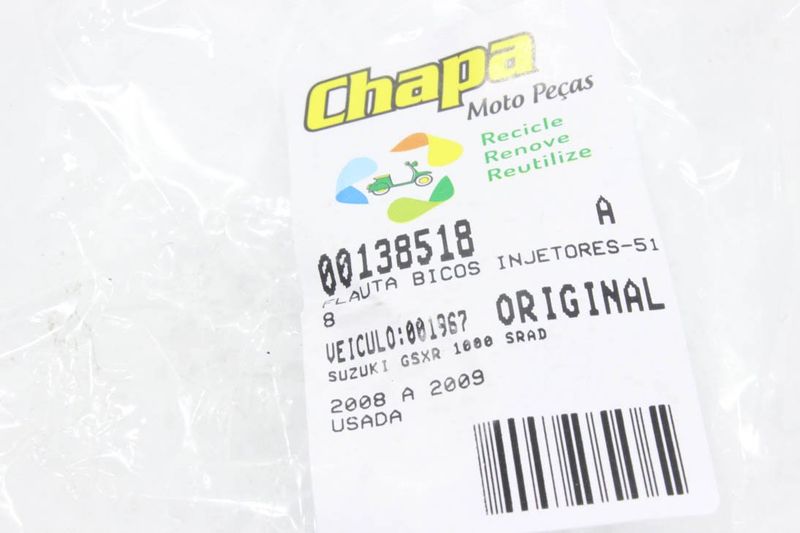 Chapa
Moto Peças
Recicle
Renove
Reutilize
00138518 A
FLAUTA BICOS INJETORES-51
8
VEICULO:001967 ORIGINAL
SUZUKI GSXR 1000 SRAD
2008 A 2009
USADA